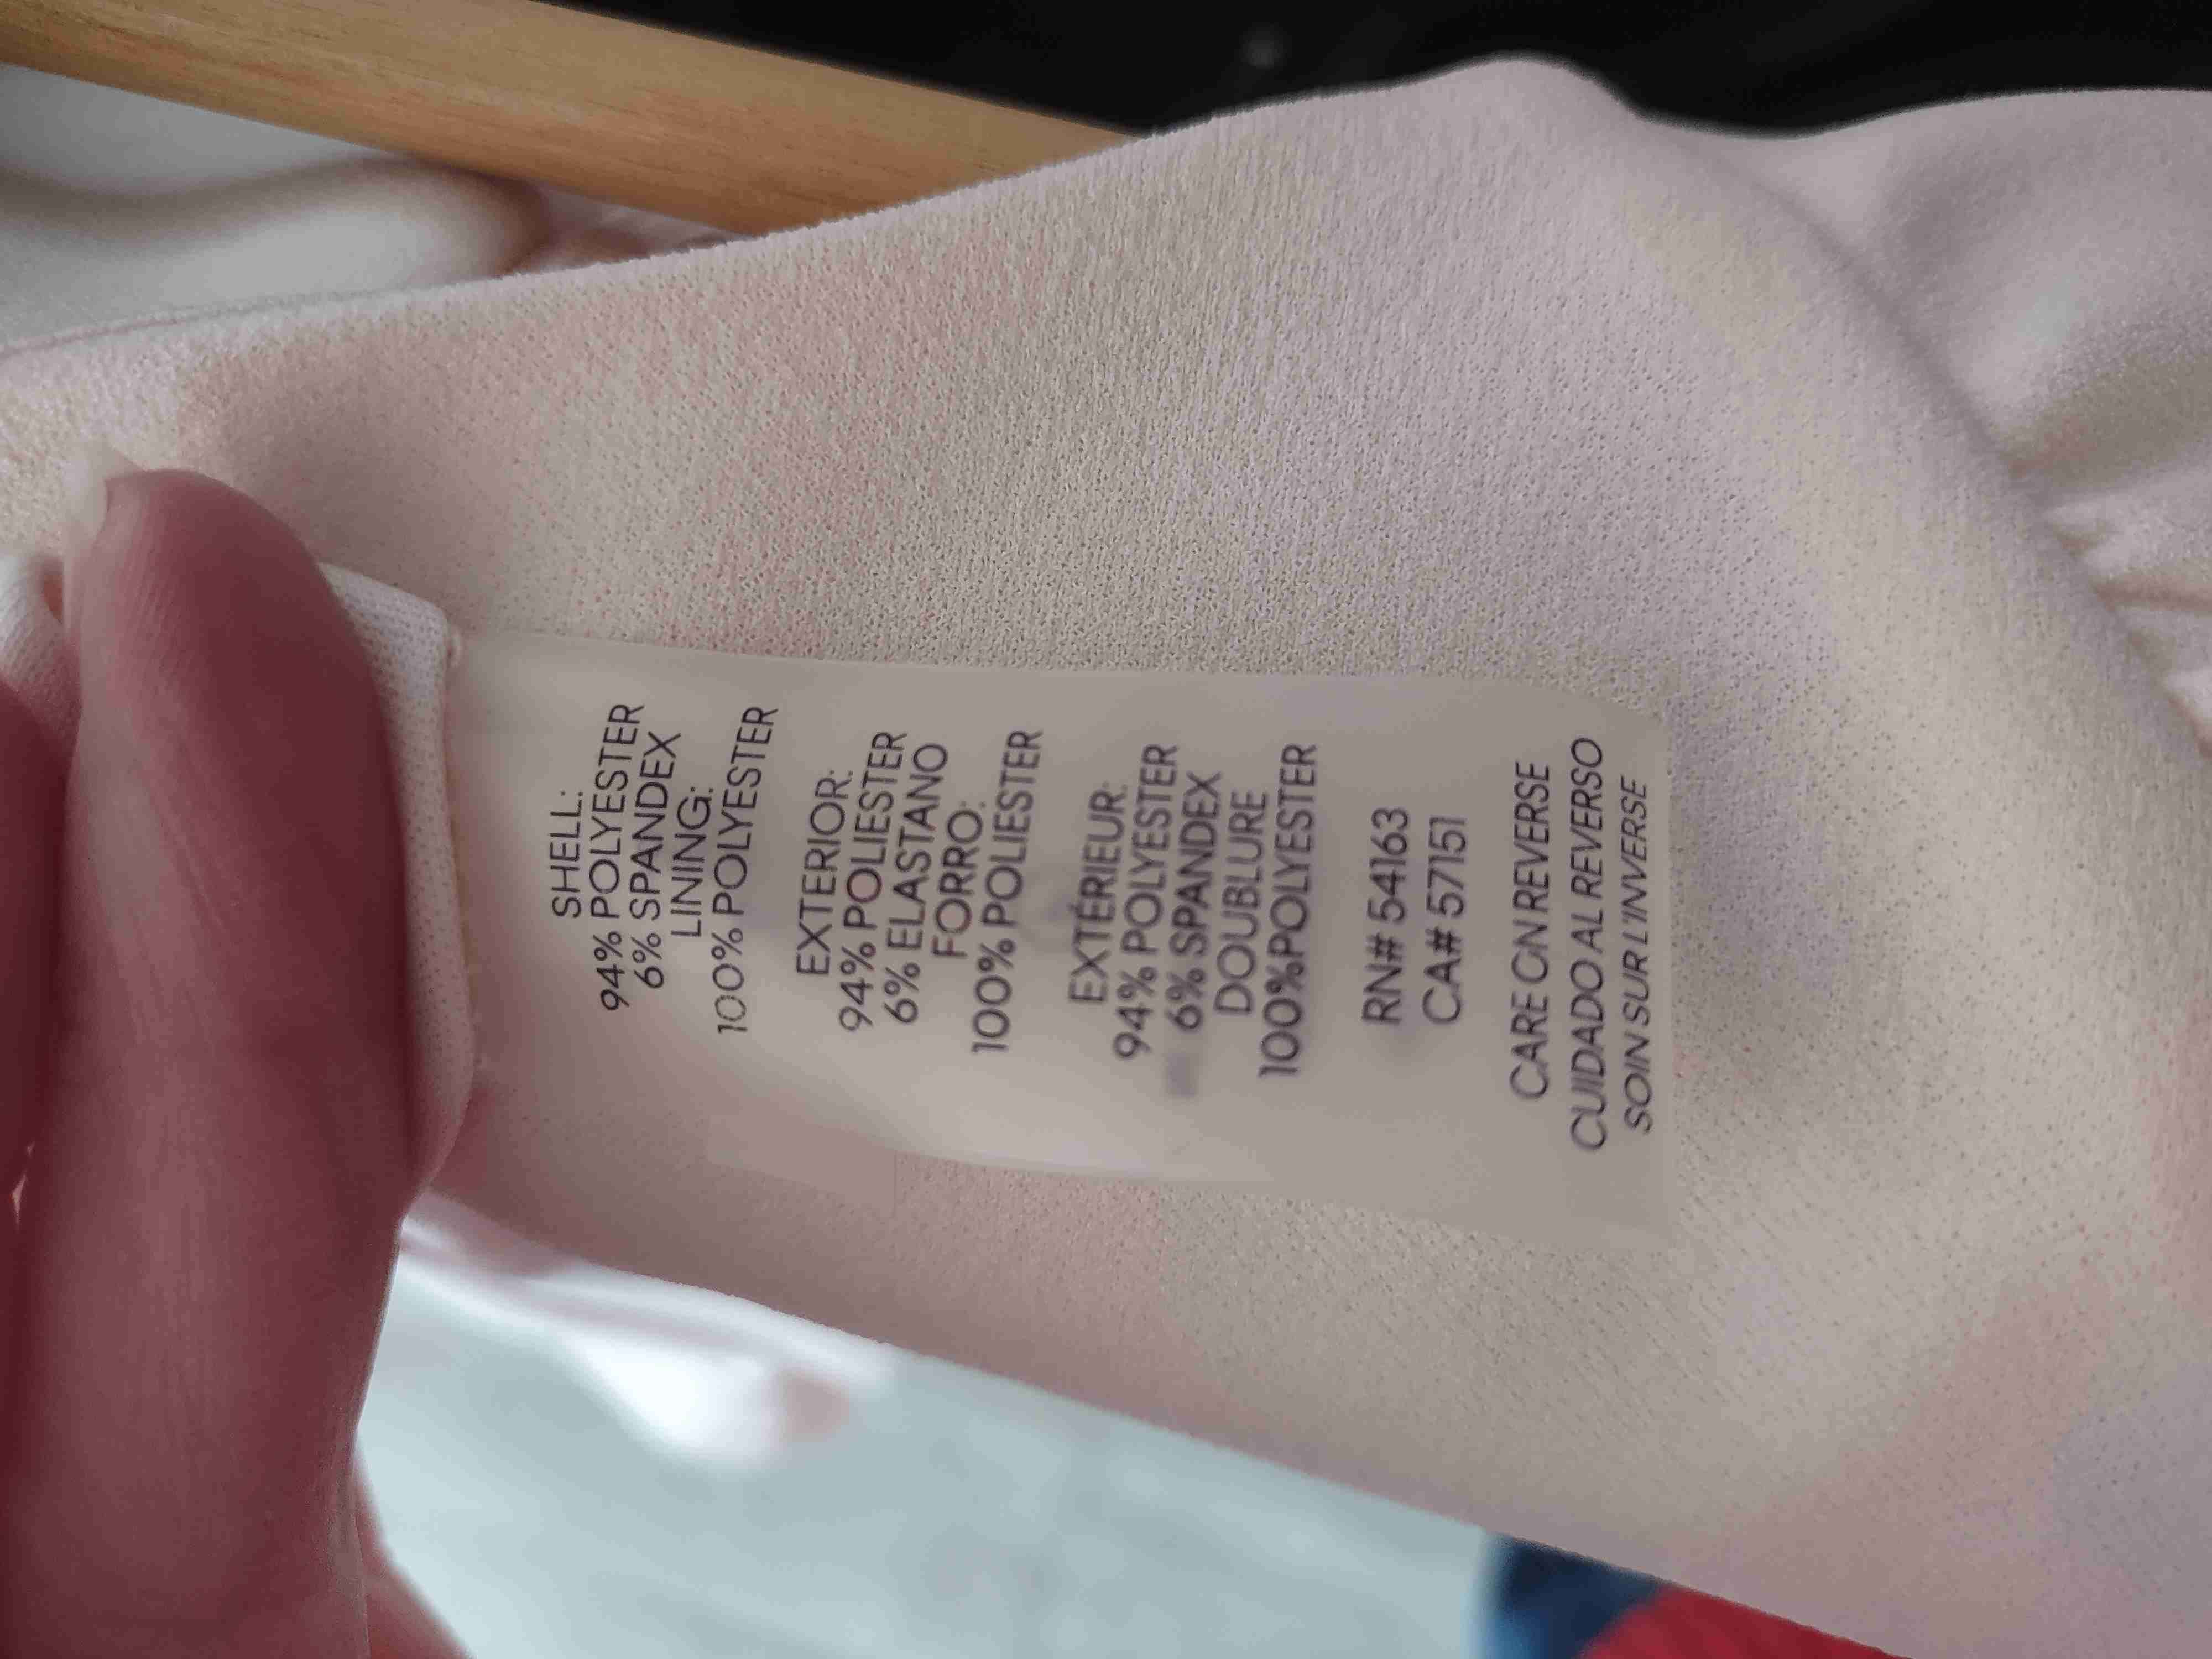 SHELL:
94% POLYESTER
6% SPANDEX
LINING:
100% POLYESTER
EXTERIOR:
94% POLIESTER
6% ELASTANO
FORRO:
100% POLIESTER
EXTÉRIEUR:
94% POLYESTER
6% SPANDEX
DOUBLURE
100%POLYESTER
RN# 54163
CA# 57151
CARE ON REVERSE
CUIDADO AL REVERSO
SOIN SUR L'INVERSE